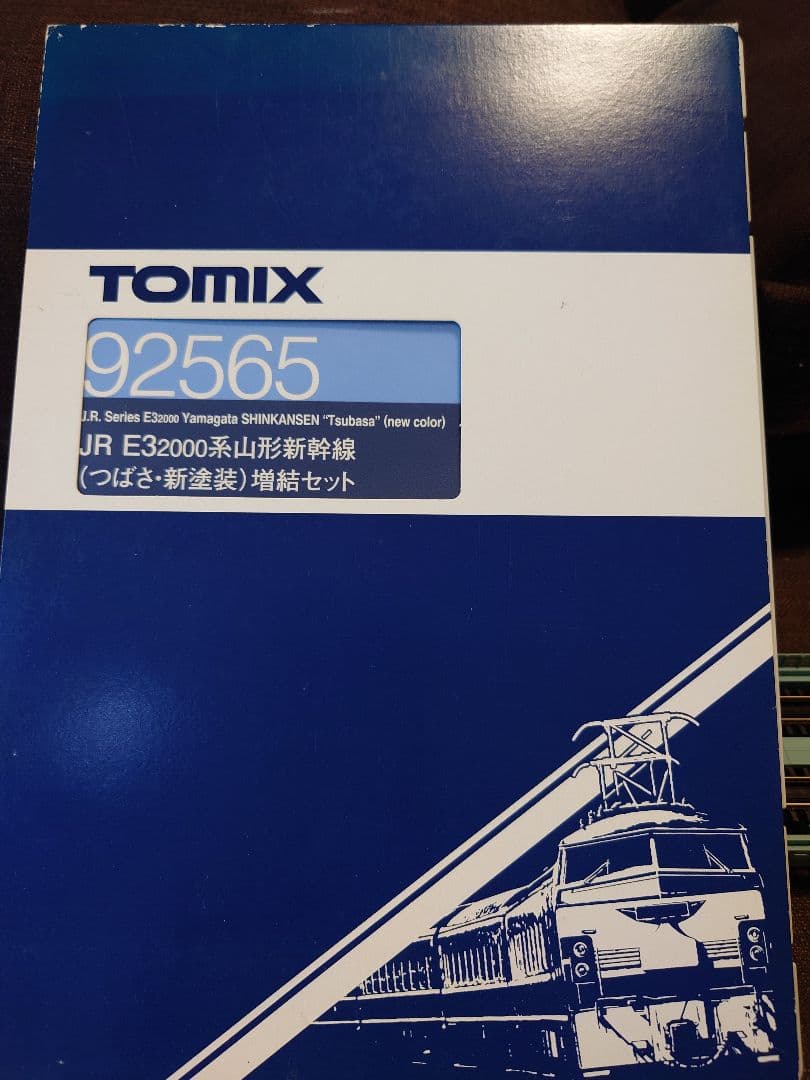 TOMIX
92565
J.R. Series E32000 Yamagata SHINKANSEN "Tsubasa" (new color)
JR E32000系山形新幹線
(つばさ・新塗装)増結セット